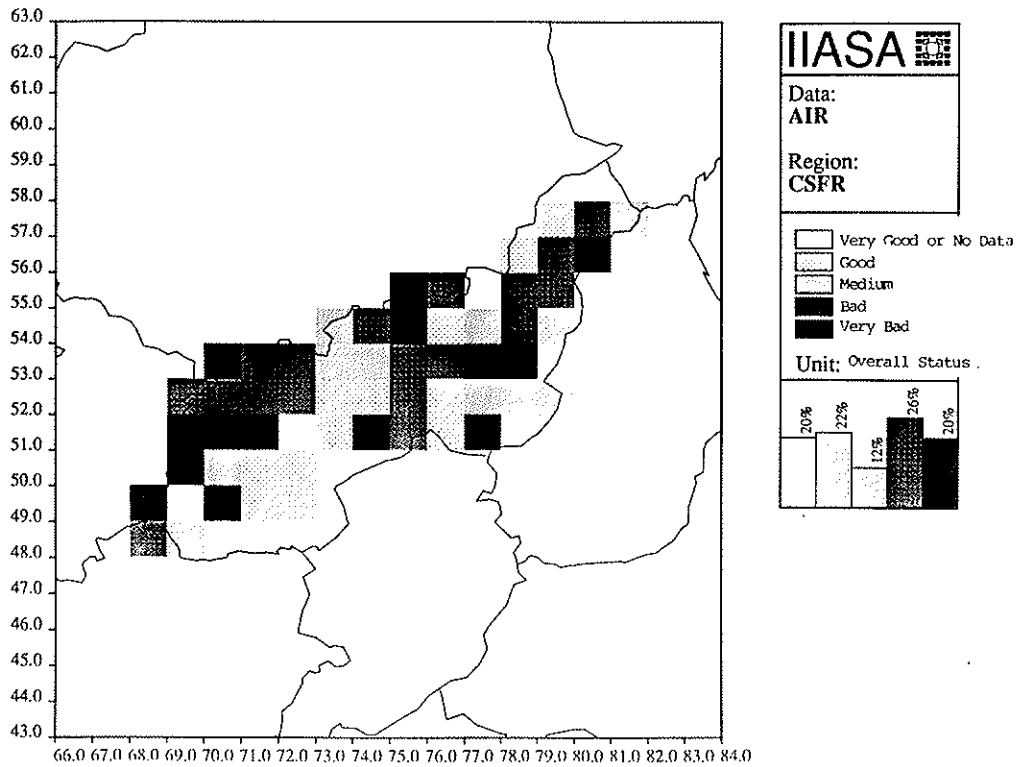 63.0
62.0
61.0
60.0
59.0
58.0
57.0
56.0
55.0
54.0
53.0
52.0
51.0
50.0
49.0
48.0
47.0
46.0
45.0
44.0
43.0
66.0 67.0 68.0 69.0 70.0 71.0 72.0 73.0 74.0 75.0 76.0 77.0 78.0 79.0 80.0 81.0 82.0 83.0 84.0
IIASA
Data:
AIR
Region:
CSFR
Very Good or No Data
Good
Medium
Bad
Very Bad
Unit: Overall Status
20%
22%
12%
26%
20%